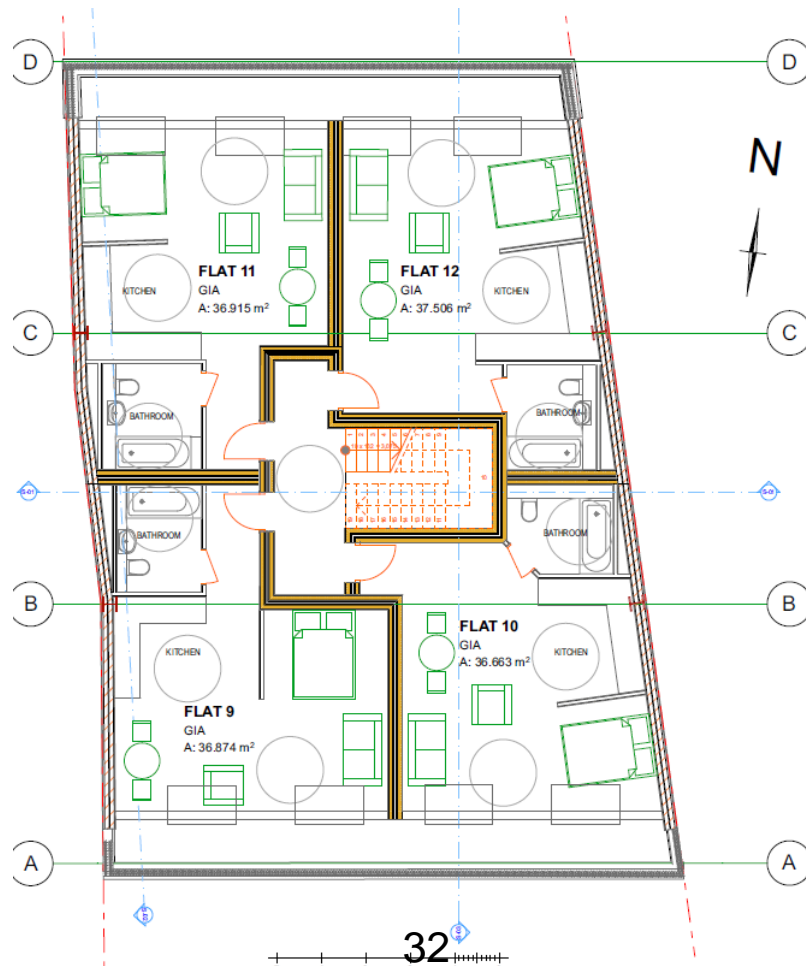 D
D
N
FLAT 11
GIA
A: 36.915 m²
FLAT 12
GIA
A: 37.506 m²
KITCHEN
KITCHEN
C
C
BATHROOM
BATHROOM
BATHROOM
BATHROOM
B
B
FLAT 10
GIA
A: 36.663 m²
KITCHEN
KITCHEN
FLAT 9
GIA
A: 36.874 m²
A
A
32